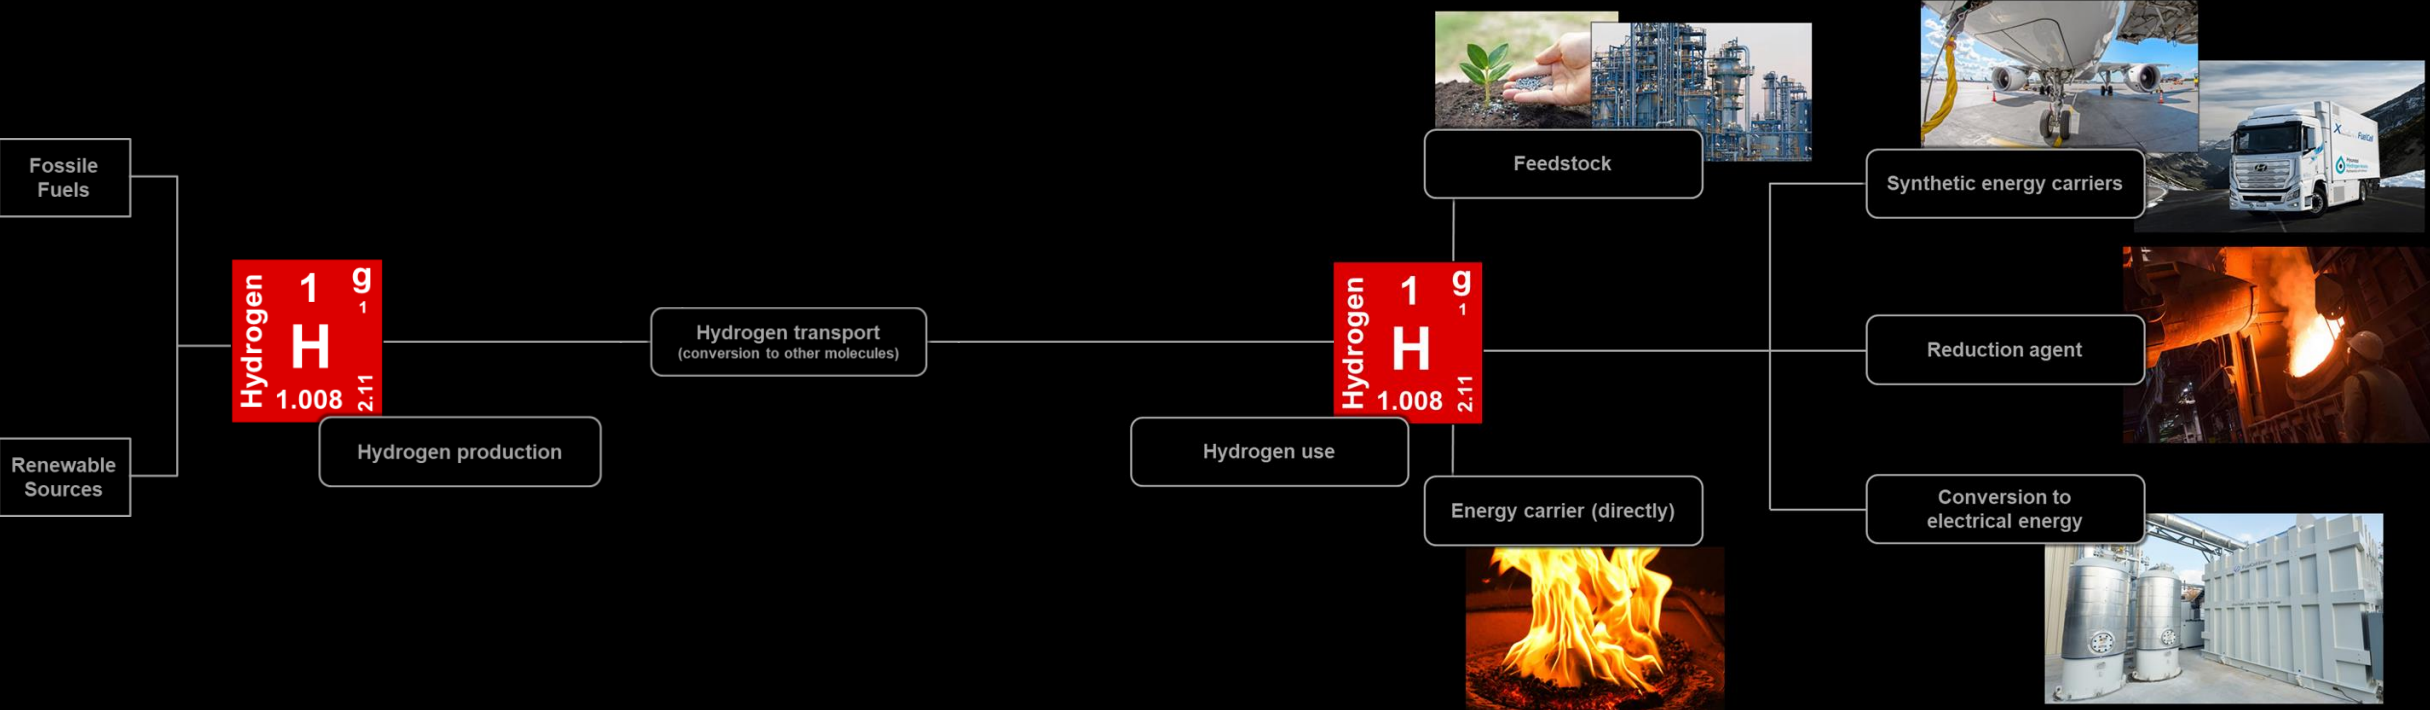 Fossile
Fuels
Renewable
Sources
Hydrogen
1
g
1
H
1.008
2.11
Hydrogen production
Hydrogen transport
(conversion to other molecules)
Hydrogen
1
g
1
H
1.008
2.11
Hydrogen use
Feedstock
Energy carrier (directly)
Synthetic energy carriers
Reduction agent
Conversion to
electrical energy
FuelCell